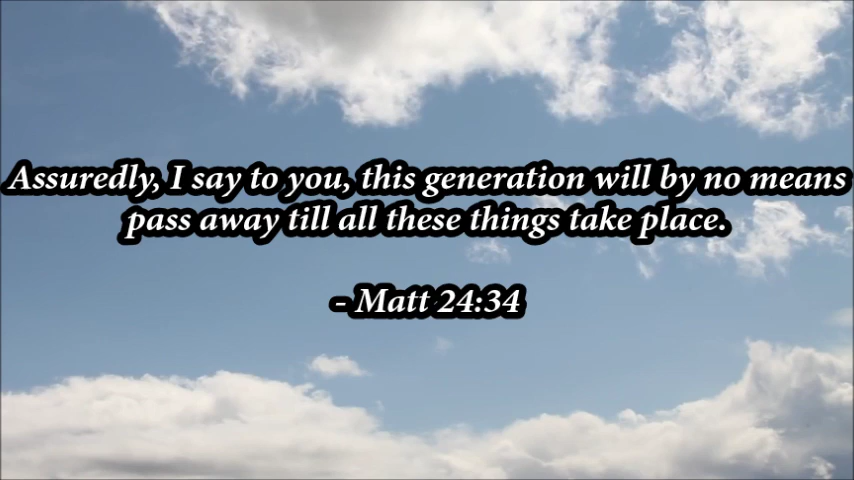 Assuredly, I say to you, this generation will by no means
pass away till all these things take place.
- Matt 24:34